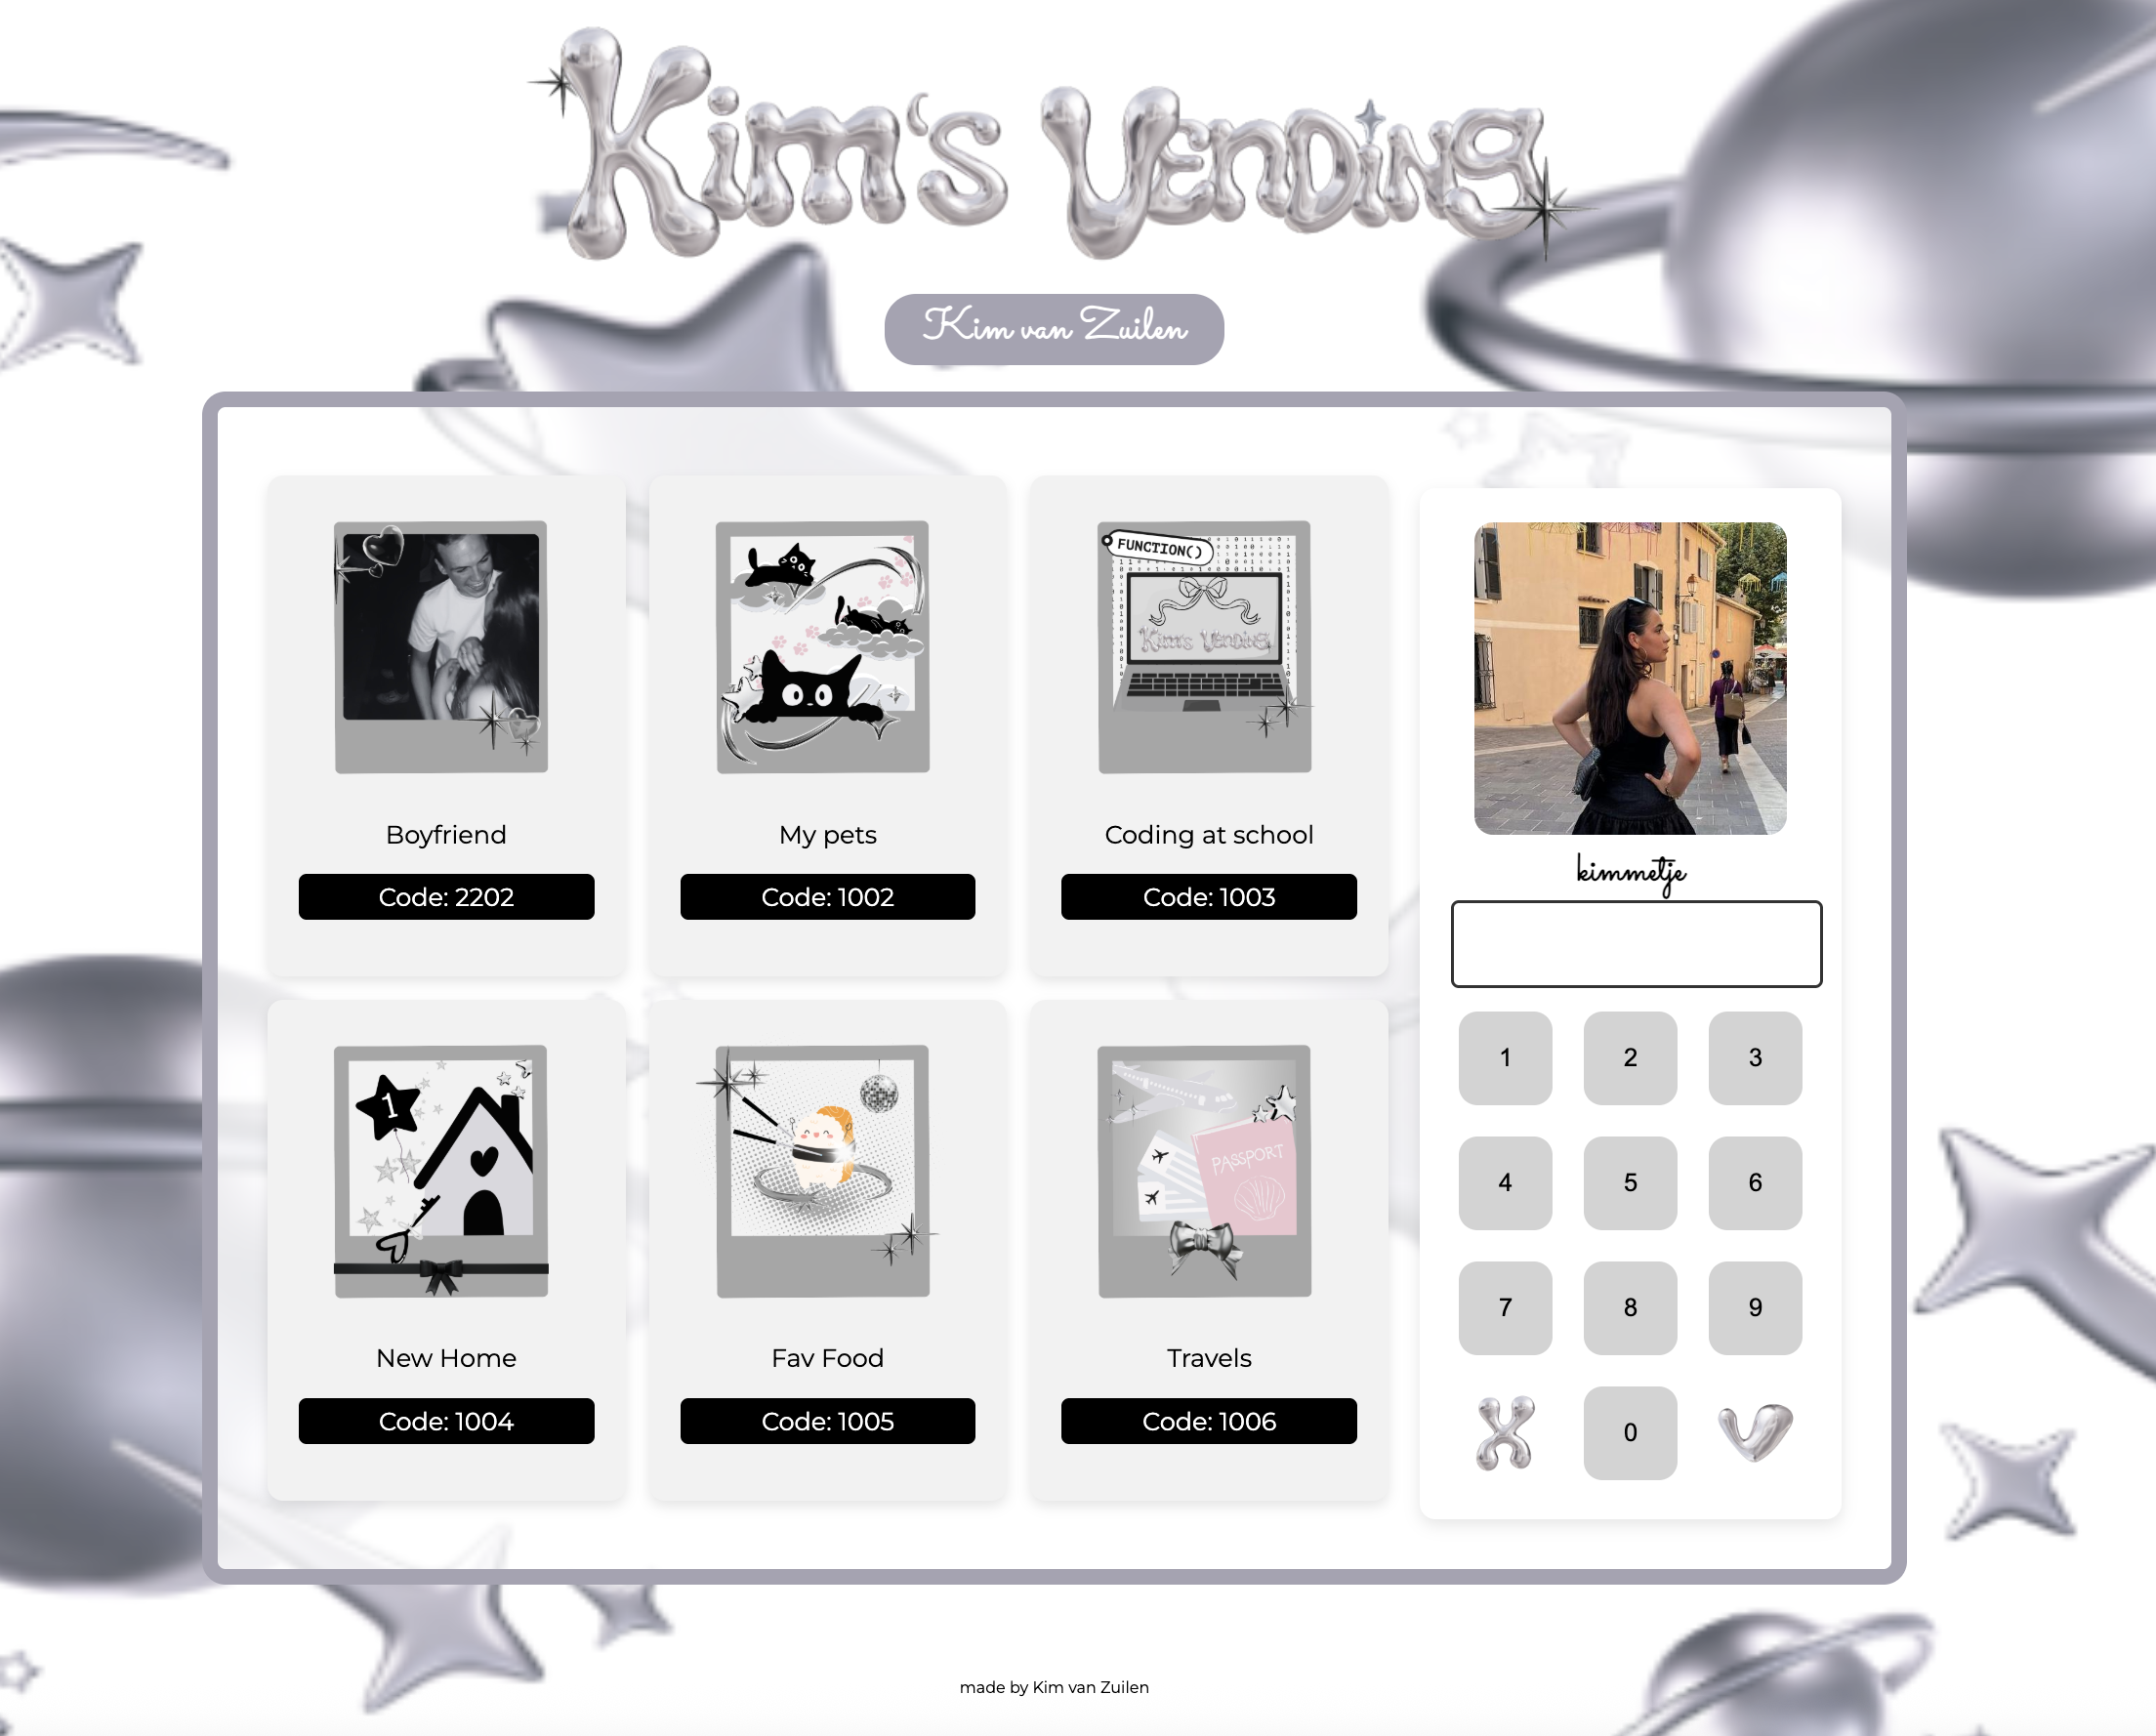 Kim's Vending
Kim van Zuilen
FUNCTION()
Kim's Vending
Boyfriend
My pets
Coding at school
Code: 2202
Code: 1002
Code: 1003
1
PASSPORT
New Home
Fav Food
Travels
Code: 1004
Code: 1005
Code: 1006
kimmetje
1 2 3
4 5 6
7 8 9
X 0 V
made by Kim van Zuilen